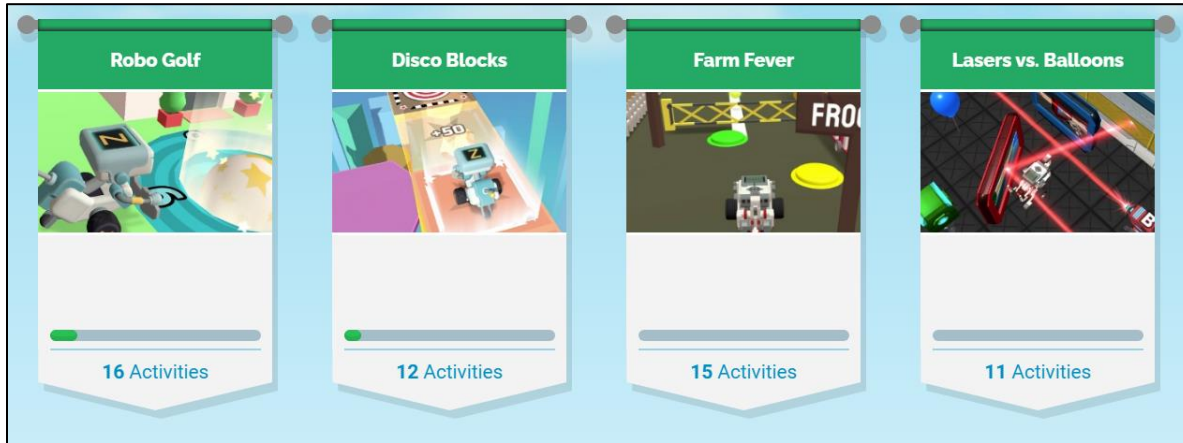 Robo Golf
Disco Blocks
Farm Fever
Lasers vs. Balloons
Z
+50
Z
FRO
B
16 Activities
12 Activities
15 Activities
11 Activities